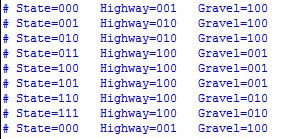 # State=000 Highway=001 Gravel=100
# State=001 Highway=010 Gravel=100
# State=010 Highway=010 Gravel=100
# State=011 Highway=100 Gravel=100
# State=100 Highway=100 Gravel=001
# State=101 Highway=100 Gravel=001
# State=110 Highway=100 Gravel=010
# State=111 Highway=100 Gravel=010
# State=000 Highway=001 Gravel=100